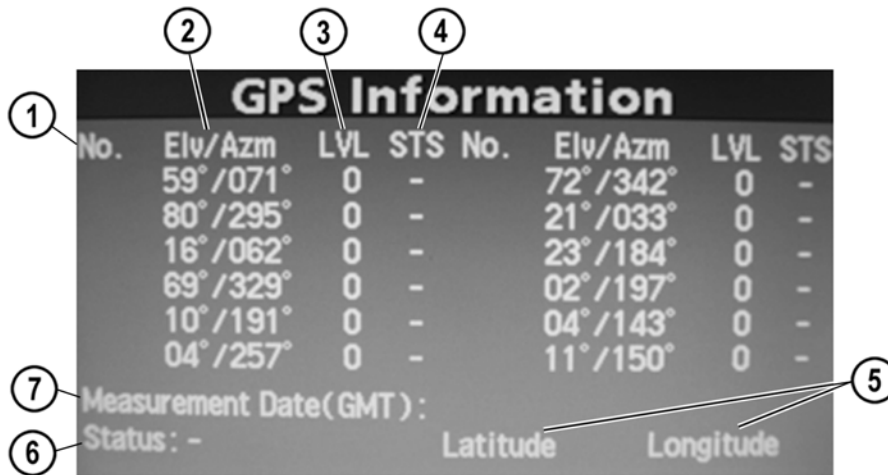 2 3 4
GPS Information
1
No. Elv/Azm LVL STS No. Elv/Azm LVL STS
59°/071° 0 - 72°/342° 0 -
80°/295° 0 - 21°/033° 0 -
16°/062° 0 - 23°/184° 0 -
69°/329° 0 - 02°/197° 0 -
10°/191° 0 - 04°/143° 0 -
04°/257° 0 - 11°/150° 0 -
7 Measurement Date(GMT): 5
6 Status: - Latitude Longitude